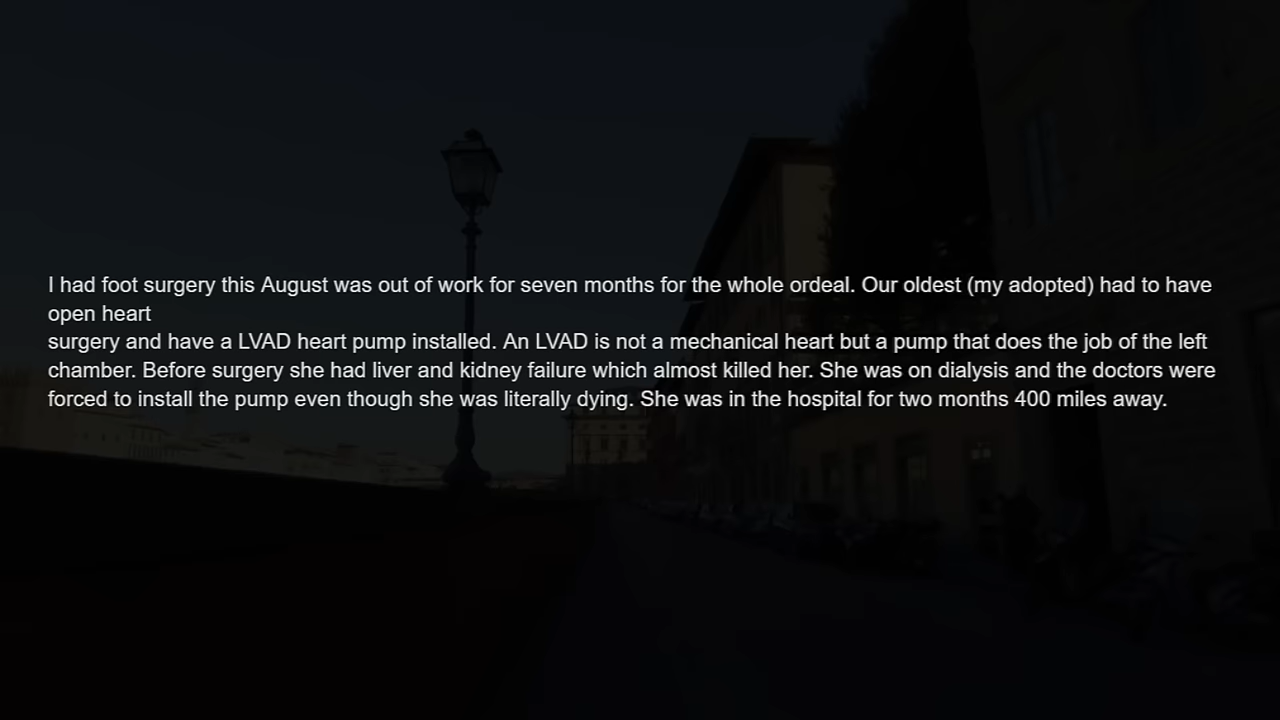 I had foot surgery this August was out of work for seven months for the whole ordeal. Our oldest (my adopted) had to have
open heart
surgery and have a LVAD heart pump installed. An LVAD is not a mechanical heart but a pump that does the job of the left
chamber. Before surgery she had liver and kidney failure which almost killed her. She was on dialysis and the doctors were
forced to install the pump even though she was literally dying. She was in the hospital for two months 400 miles away.